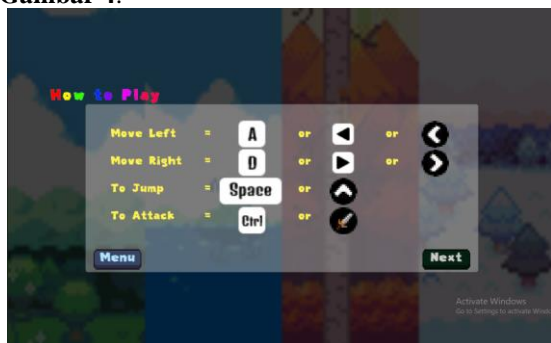 Gambar 4.
How to Play
Move Left = A or or
Move Right = D or or
To Jump = Space or
To Attack = Ctrl or
Menu Next
Activate Windows
Go to Settings to activate Wind